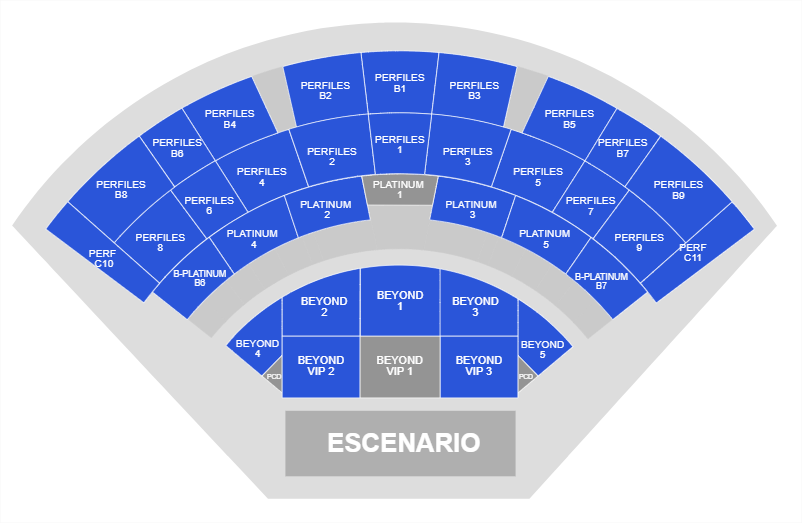 PERFILES
B2
PERFILES
B1
PERFILES
B3
PERFILES
B4
PERFILES
B5
PERFILES
B6
PERFILES
B7
PERFILES
B8
PERFILES
B9
PERFILES
2
PERFILES
1
PERFILES
3
PERFILES
4
PERFILES
5
PERFILES
6
PERFILES
7
PERFILES
8
PERFILES
9
PERF
C10
PERF
C11
PLATINUM
1
PLATINUM
2
PLATINUM
3
PLATINUM
4
PLATINUM
5
B-PLATINUM
B6
B-PLATINUM
B7
BEYOND
2
BEYOND
1
BEYOND
3
BEYOND
4
BEYOND
5
BEYOND
VIP 2
BEYOND
VIP 1
BEYOND
VIP 3
PCD
PCD
ESCENARIO